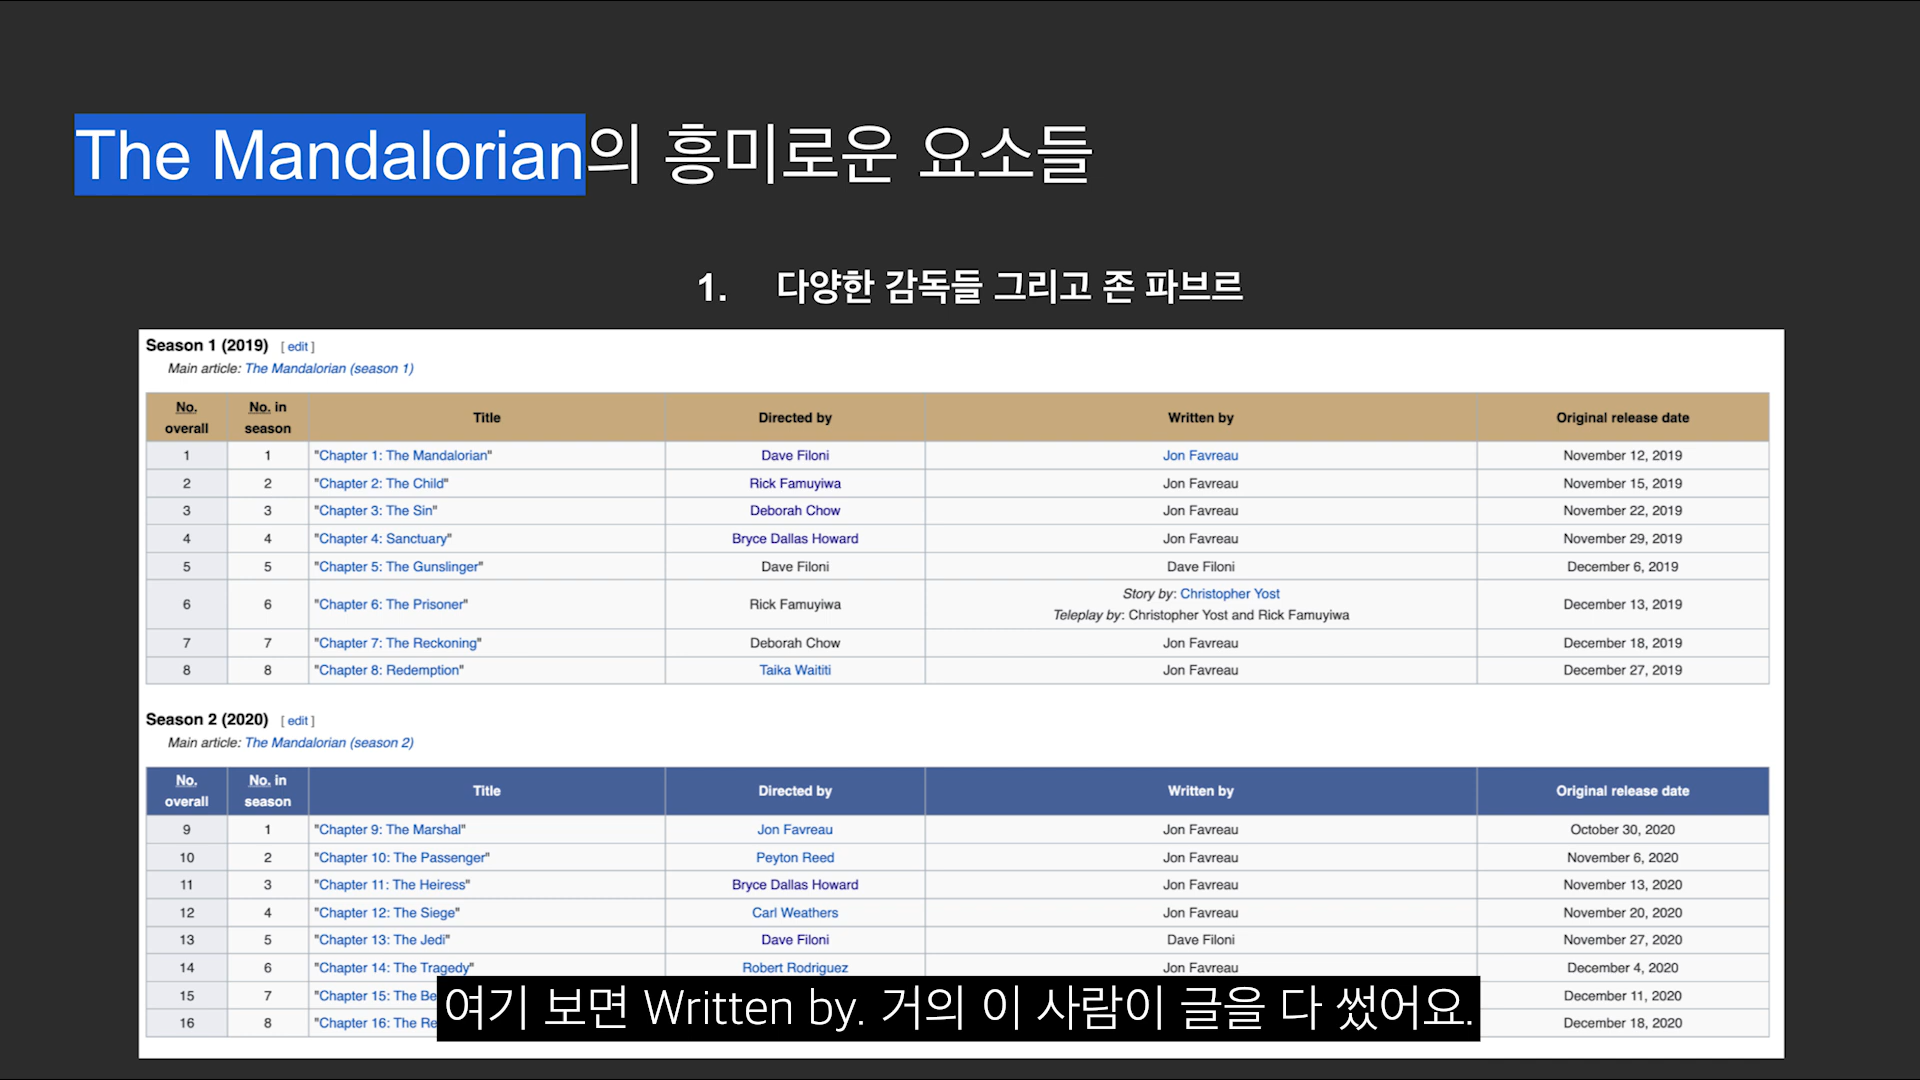 The Mandalorian의 흥미로운 요소들
1. 다양한 감독들 그리고 존 파브르
Season 1 (2019) [ edit ]
Main article: The Mandalorian (season 1)
No. overall No. in season Title Directed by Written by Original release date
1 1 "Chapter 1: The Mandalorian" Dave Filoni Jon Favreau November 12, 2019
2 2 "Chapter 2: The Child" Rick Famuyiwa Jon Favreau November 15, 2019
3 3 "Chapter 3: The Sin" Deborah Chow Jon Favreau November 22, 2019
4 4 "Chapter 4: Sanctuary" Bryce Dallas Howard Jon Favreau November 29, 2019
5 5 "Chapter 5: The Gunslinger" Dave Filoni Dave Filoni December 6, 2019
6 6 "Chapter 6: The Prisoner" Rick Famuyiwa Story by: Christopher Yost Teleplay by: Christopher Yost and Rick Famuyiwa December 13, 2019
7 7 "Chapter 7: The Reckoning" Deborah Chow Jon Favreau December 18, 2019
8 8 "Chapter 8: Redemption" Taika Waititi Jon Favreau December 27, 2019
Season 2 (2020) [ edit ]
Main article: The Mandalorian (season 2)
No. overall No. in season Title Directed by Written by Original release date
9 1 "Chapter 9: The Marshal" Jon Favreau Jon Favreau October 30, 2020
10 2 "Chapter 10: The Passenger" Peyton Reed Jon Favreau November 6, 2020
11 3 "Chapter 11: The Heiress" Bryce Dallas Howard Jon Favreau November 13, 2020
12 4 "Chapter 12: The Siege" Carl Weathers Jon Favreau November 20, 2020
13 5 "Chapter 13: The Jedi" Dave Filoni Dave Filoni November 27, 2020
14 6 "Chapter 14: The Tragedy" Robert Rodriguez Jon Favreau December 4, 2020
15 7 "Chapter 15: The December 11, 2020
16 8 "Chapter 16: The December 18, 2020
여기 보면 Written by. 거의 이 사람이 글을 다 썼어요.